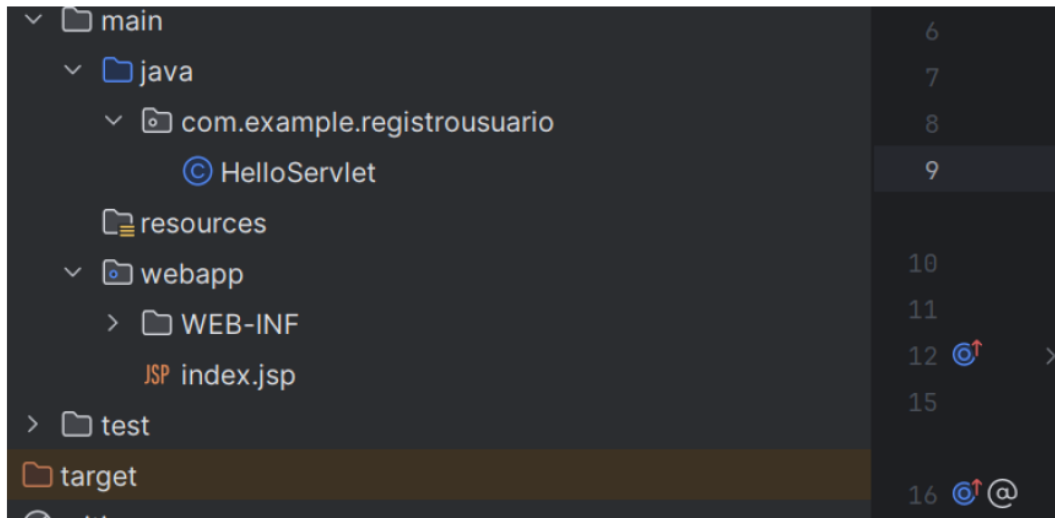 main
6
java
7
com.example.registrousuario
8
HelloServlet
9
resources
webapp
10
WEB-INF
11
JSP index.jsp
12
test
15
target
16 @